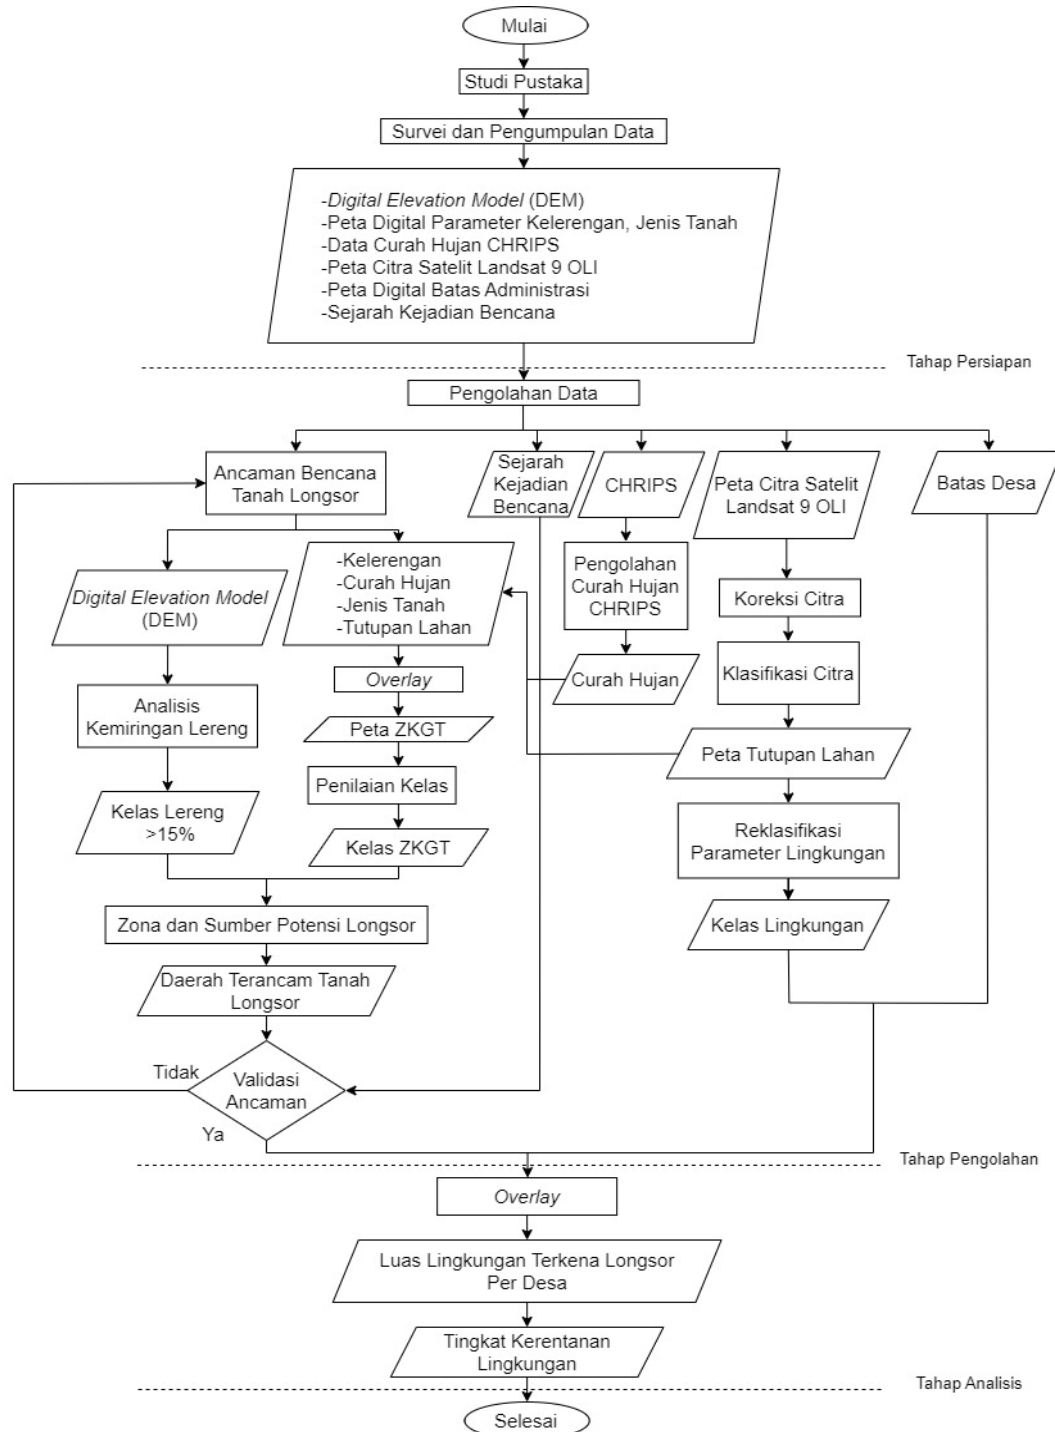 Mulai
Studi Pustaka
Survei dan Pengumpulan Data
-Digital Elevation Model (DEM)
-Peta Digital Parameter Kelerengan, Jenis Tanah
-Data Curah Hujan CHRIPS
-Peta Citra Satelit Landsat 9 OLI
-Peta Digital Batas Administrasi
-Sejarah Kejadian Bencana
Tahap Persiapan
Pengolahan Data
Ancaman Bencana
Tanah Longsor
Sejarah
Kejadian
Bencana
CHRIPS
Peta Citra Satelit
Landsat 9 OLI
Batas Desa
Digital Elevation Model
(DEM)
-Kelerengan
-Curah Hujan
-Jenis Tanah
-Tutupan Lahan
Pengolahan
Curah Hujan
CHRIPS
Koreksi Citra
Overlay
Curah Hujan
Klasifikasi Citra
Analisis
Kemiringan Lereng
Peta ZKGT
Peta Tutupan Lahan
Penilaian Kelas
Kelas Lereng
>15%
Kelas ZKGT
Reklasifikasi
Parameter Lingkungan
Zona dan Sumber Potensi Longsor
Kelas Lingkungan
Daerah Terancam Tanah
Longsor
Tidak
Validasi
Ancaman
Ya
Tahap Pengolahan
Overlay
Luas Lingkungan Terkena Longsor
Per Desa
Tingkat Kerentanan
Lingkungan
Tahap Analisis
Selesai